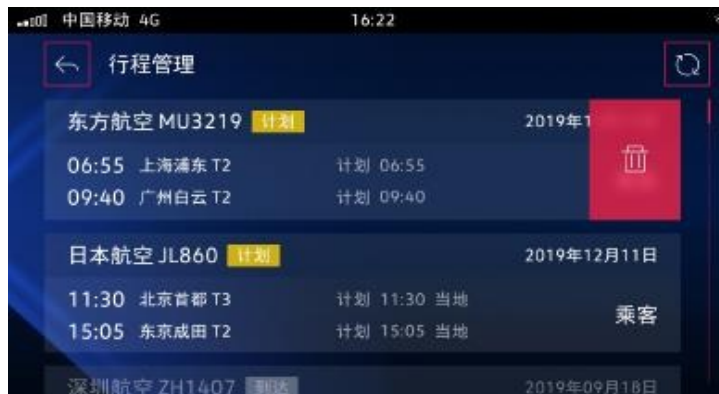 中国移动 4G 16:22
行程管理
东方航空 MU3219 计划 2019年1
06:55 上海浦东 T2 计划 06:55
09:40 广州白云 T2 计划 09:40
日本航空 JL860 计划 2019年12月11日
11:30 北京首都 T3 计划 11:30 当地
乘客
15:05 东京成田 T2 计划 15:05 当地
深圳航空 ZH1407 到达 2019年09月18日